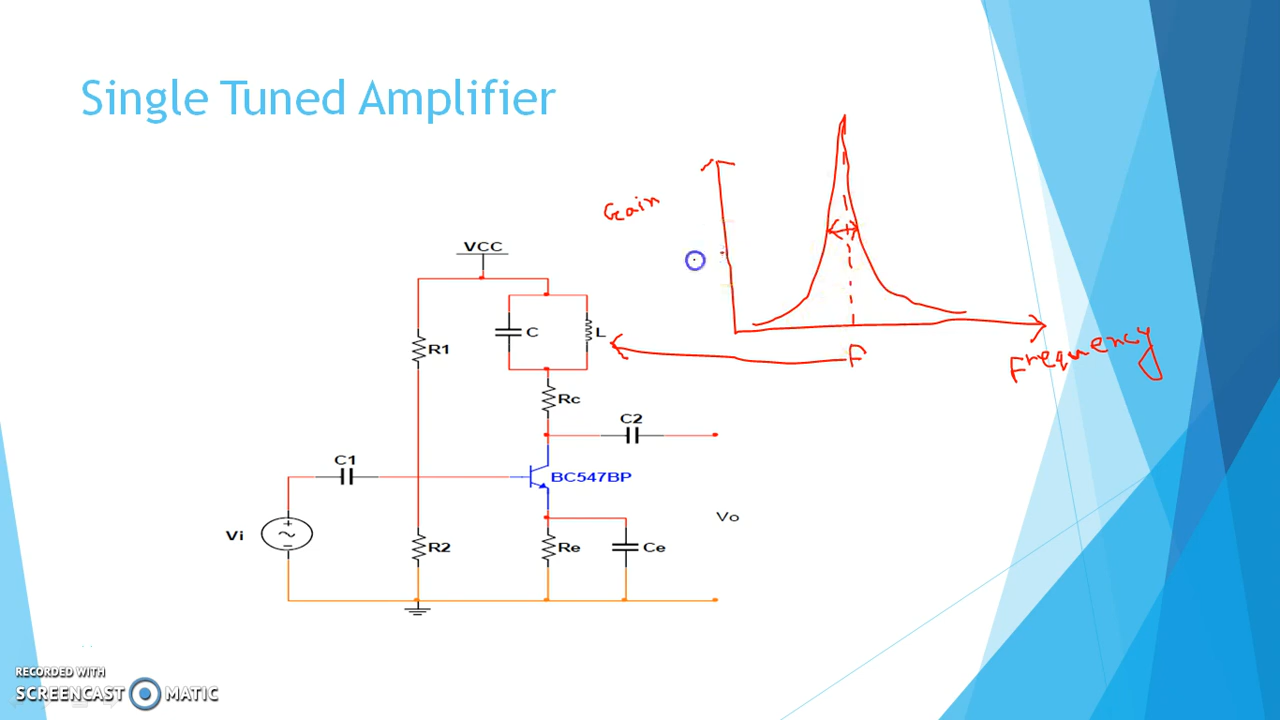 Single Tuned Amplifier
Gain
VCC
C
L
R1
F
Frequency
Rc
C2
C1
BC547BP
Vi
Vo
R2
Re
Ce
RECORDED WITH
SCREENCAST MATIC